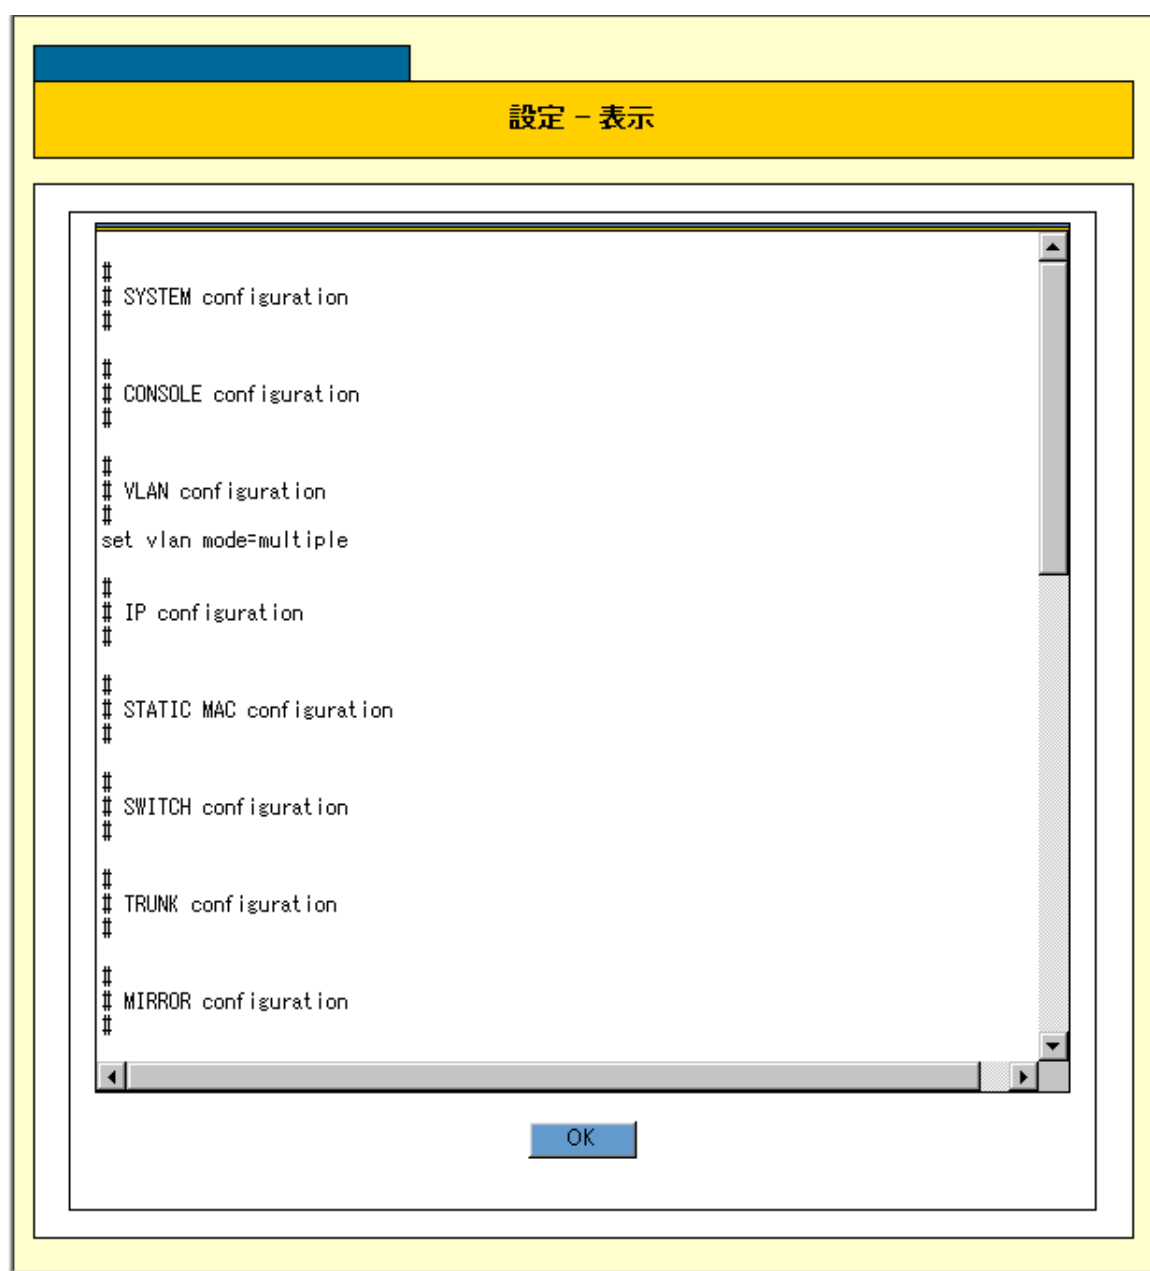 設定 - 表示
#
# SYSTEM configuration
#
#
# CONSOLE configuration
#
#
# VLAN configuration
#
set vlan mode=multiple
#
# IP configuration
#
#
# STATIC MAC configuration
#
#
# SWITCH configuration
#
#
# TRUNK configuration
#
#
# MIRROR configuration
#
OK